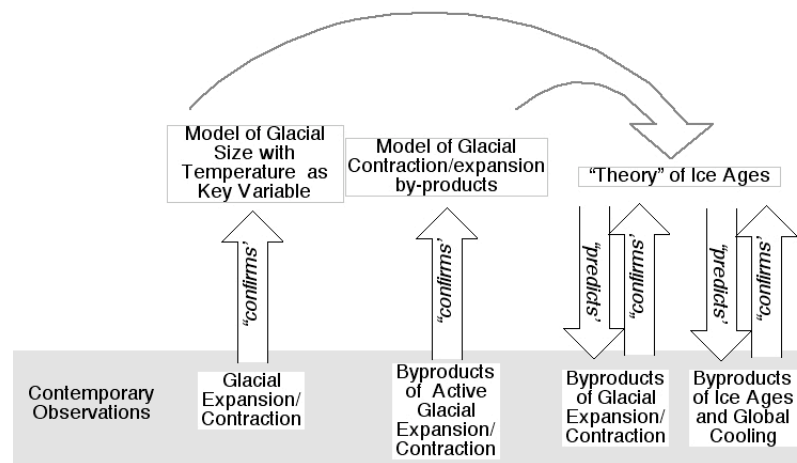 Model of Glacial
Size with
Temperature as
Key Variable
Model of Glacial
Contraction/expansion
by-products
“Theory” of Ice Ages
“confirms‚
“confirms‚
“predicts‚
“confirms‚
“predicts‚
“confirms‚
Contemporary
Observations
Glacial
Expansion/
Contraction
Byproducts
of Active
Glacial
Expansion/
Contraction
Byproducts
of Glacial
Expansion/
Contraction
Byproducts
of Ice Ages
and Global
Cooling